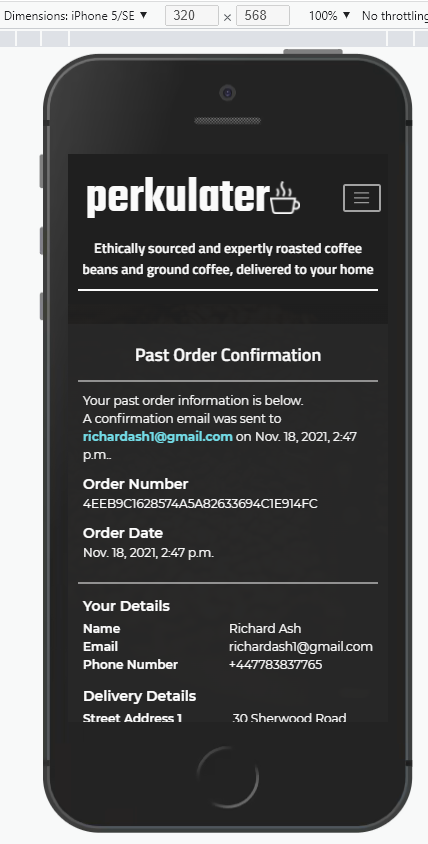 Dimensions: iPhone 5/SE ▼ 320 × 568 100% ▼ No throttling
perkulater
Ethically sourced and expertly roasted coffee
beans and ground coffee, delivered to your home
Past Order Confirmation
Your past order information is below.
A confirmation email was sent to
richardash1@gmail.com on Nov. 18, 2021, 2:47
p.m..
Order Number
4EEB9C1628574A5A82633694C1E914FC
Order Date
Nov. 18, 2021, 2:47 p.m.
Your Details
Name Richard Ash
Email richardash1@gmail.com
Phone Number +447783837765
Delivery Details
Street Address 1 30 Sherwood Road